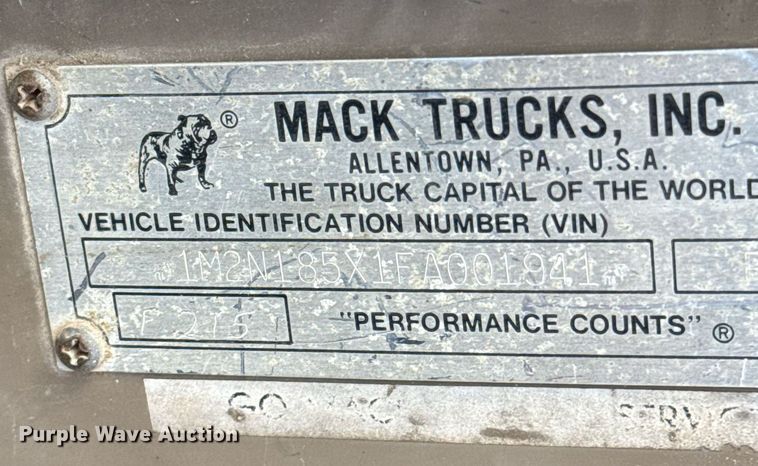 ®
MACK TRUCKS, INC.
ALLENTOWN, PA., U.S.A.
THE TRUCK CAPITAL OF THE WORLD
VEHICLE IDENTIFICATION NUMBER (VIN)
1M2N185X1FA001941
"PERFORMANCE COUNTS" ®
Purple Wave Auction